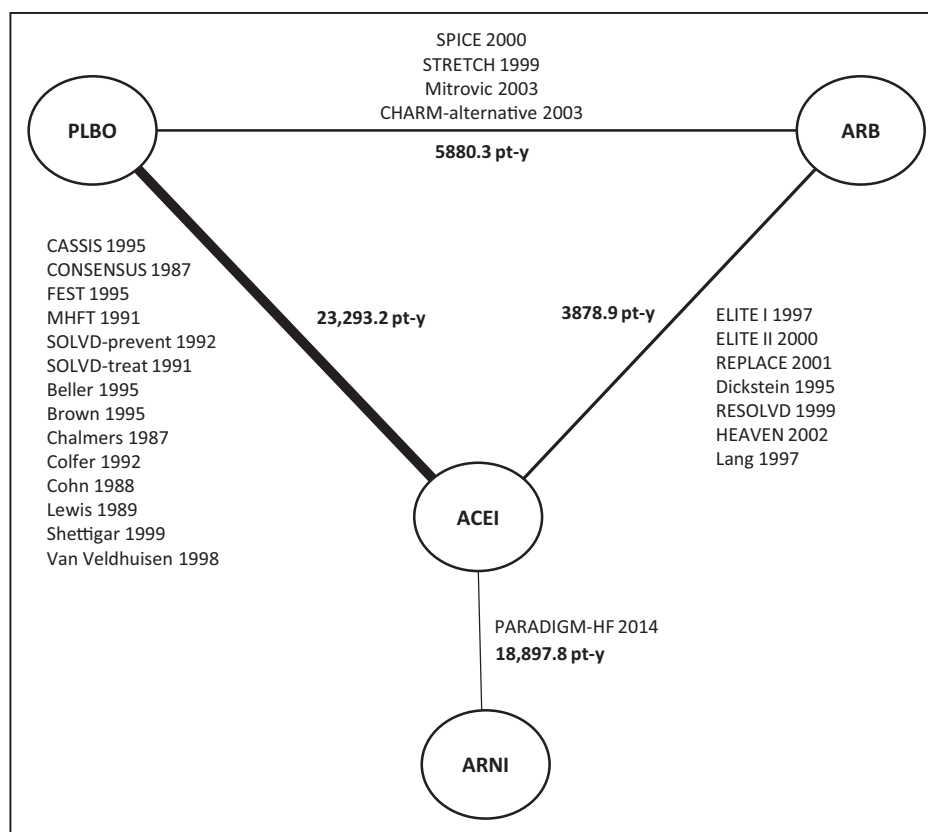 SPICE 2000
STRETCH 1999
Mitrovic 2003
CHARM-alternative 2003
PLBO
ARB
5880.3 pt-y
CASSIS 1995
CONSENSUS 1987
FEST 1995
MHFT 1991
SOLVD-prevent 1992
SOLVD-treat 1991
Beller 1995
Brown 1995
Chalmers 1987
Colfer 1992
Cohn 1988
Lewis 1989
Shettigar 1999
Van Veldhuisen 1998
23,293.2 pt-y
3878.9 pt-y
ELITE I 1997
ELITE II 2000
REPLACE 2001
Dickstein 1995
RESOLVD 1999
HEAVEN 2002
Lang 1997
ACEI
PARADIGM-HF 2014
18,897.8 pt-y
ARNI